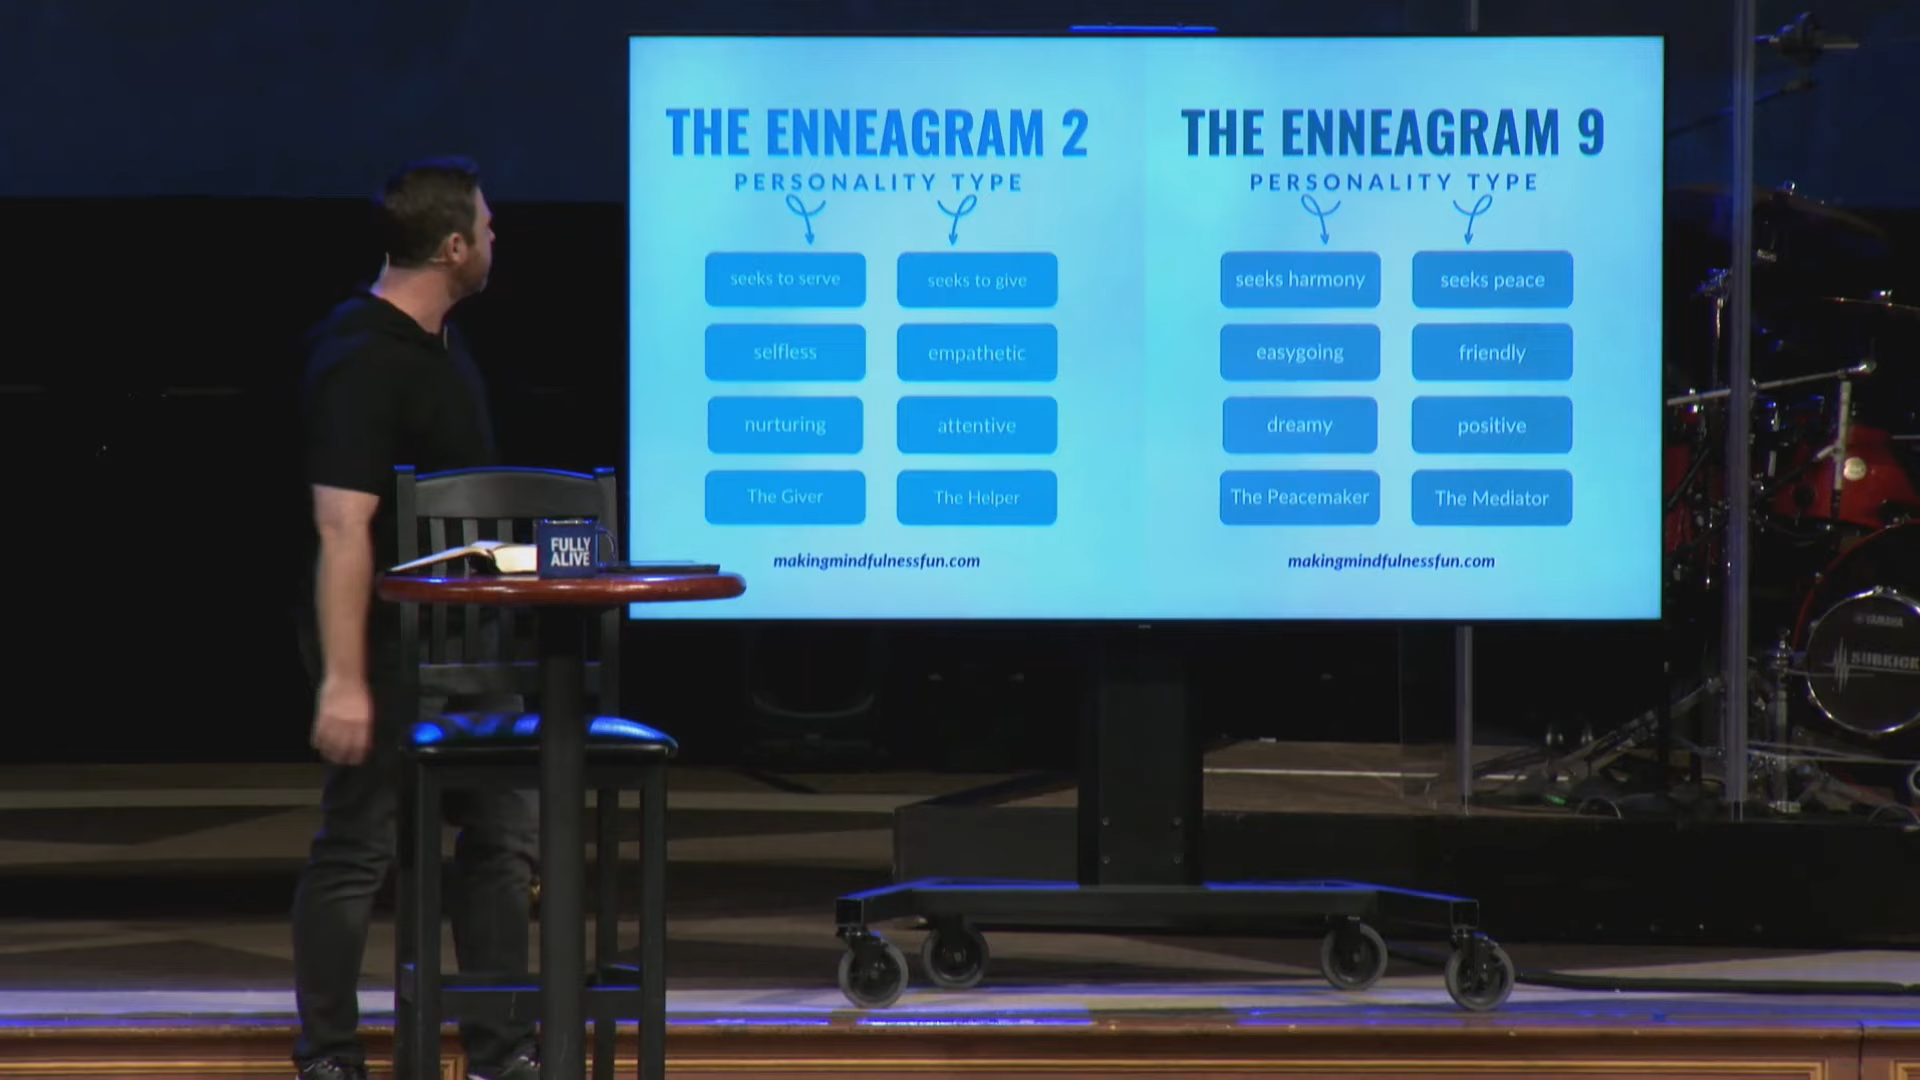 THE ENNEAGRAM 2
PERSONALITY TYPE
seeks to serve
seeks to give
selfless
empathetic
nurturing
attentive
The Giver
The Helper
makingmindfulnessfun.com
THE ENNEAGRAM 9
PERSONALITY TYPE
seeks harmony
seeks peace
easygoing
friendly
dreamy
positive
The Peacemaker
The Mediator
makingmindfulnessfun.com
FULLY
ALIVE
YAMAHA
SUBKICK